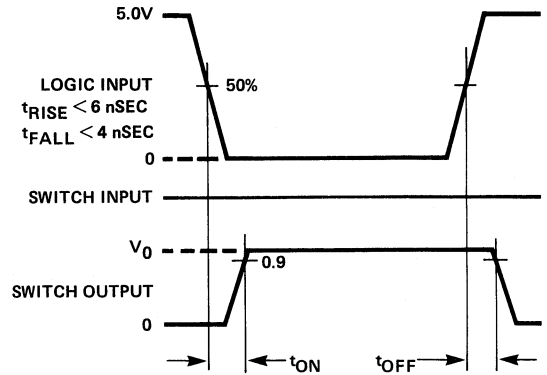 5.0V
LOGIC INPUT
50%
tRISE < 6 nSEC
tFALL < 4 nSEC
0
SWITCH INPUT
V0
0.9
SWITCH OUTPUT
0
tON
tOFF